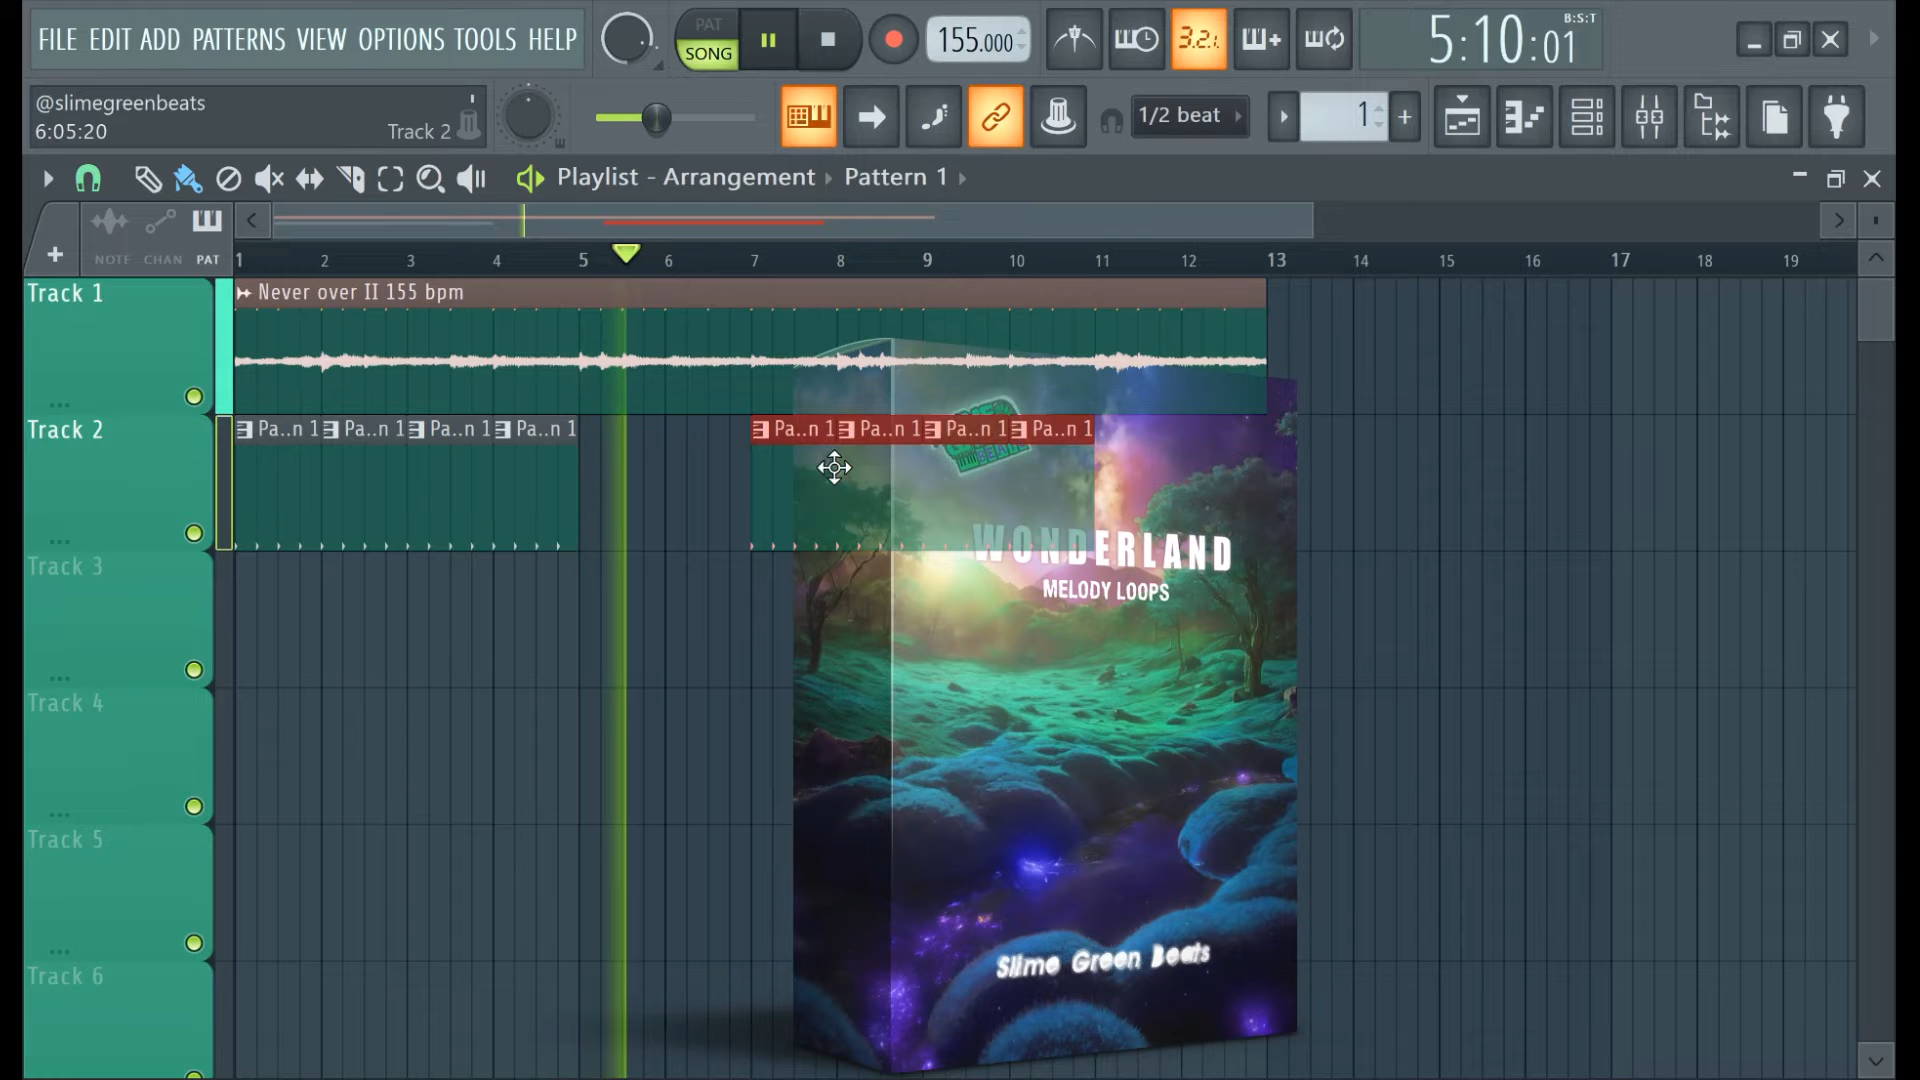 FILE EDIT ADD PATTERNS VIEW OPTIONS TOOLS HELP
PAT
SONG
155.000
3.2.1.
B:S:T
5:10:01
@slimegreenbeats
6:05:20
Track 2
1/2 beat
1
Playlist - Arrangement Pattern 1
NOTE CHAN PAT
1 2 3 4 5 6 7 8 9 10 11 12 13 14 15 16 17 18 19
Track 1
Never over II 155 bpm
Track 2
Pa..n 1 Pa..n 1 Pa..n 1 Pa..n 1 Pa..n 1 Pa..n 1 Pa..n 1 Pa..n 1
BEATS
WONDERLAND
MELODY LOOPS
Track 3
Track 4
Track 5
Slime Green Beats
Track 6